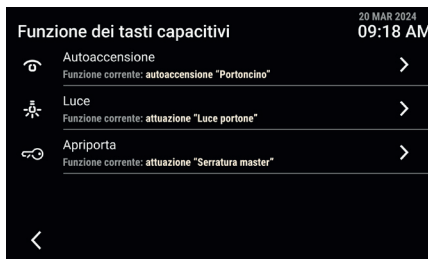 20 MAR 2024
Funzione dei tasti capacitivi
09:18 AM
Autoaccensione
Funzione corrente: autoaccensione "Portoncino"
Luce
Funzione corrente: attuazione "Luce portone"
Apriporta
Funzione corrente: attuazione "Serratura master"